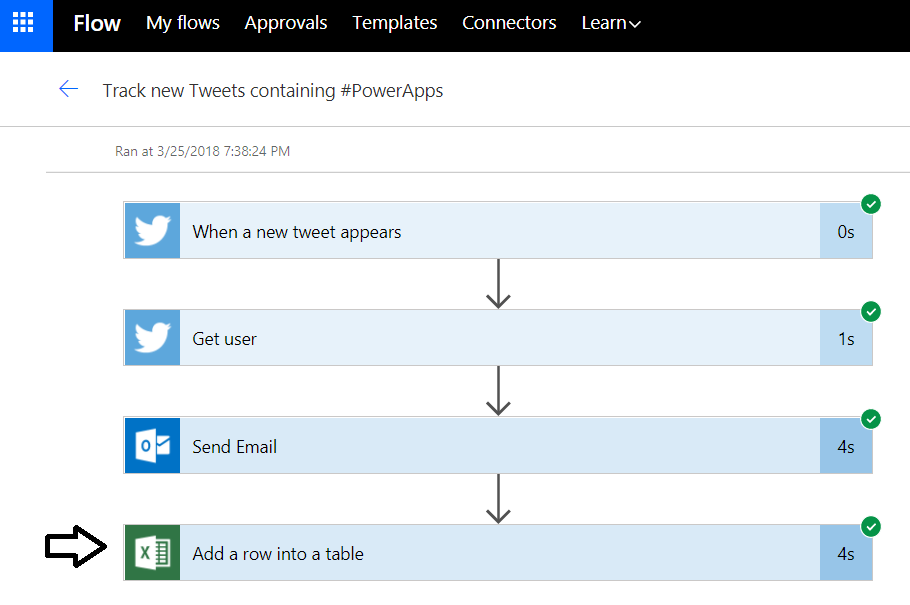 Flow My flows Approvals Templates Connectors Learn
Track new Tweets containing #PowerApps
Ran at 3/25/2018 7:38:24 PM
When a new tweet appears 0s
Get user 1s
Send Email 4s
Add a row into a table 4s